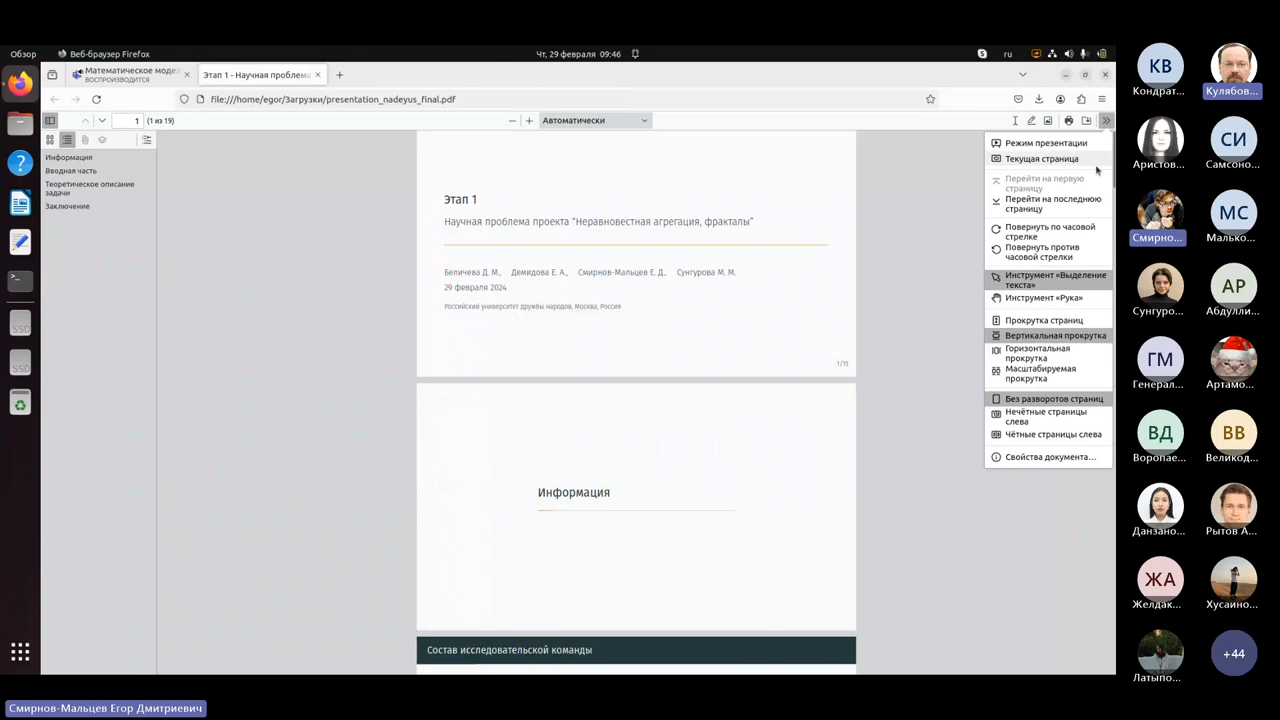 Обзор
Веб-браузер Firefox
Чт, 29 февраля 09:46
ru
Математическое модел
ВОСПРОИЗВОДИТСЯ
Этап 1 - Научная проблема
file:///home/egor/Загрузки/presentation_nadeyus_final.pdf
1
(1 из 19)
Автоматически
Информация
Вводная часть
Теоретическое описание
задачи
Заключение
Этап 1
Научная проблема проекта "Неравновестная агрегация, фракталы"
Беличева Д. М., Демидова Е. А., Смирнов-Мальцев Е. Д., Сунгурова М. М.
29 февраля 2024
Российский университет дружбы народов, Москва, Россия
1/15
Информация
Состав исследовательской команды
Режим презентации
Текущая страница
Перейти на первую
страницу
Перейти на последнюю
страницу
Повернуть по часовой
стрелке
Повернуть против
часовой стрелки
Инструмент «Выделение
текста»
Инструмент «Рука»
Прокрутка страниц
Вертикальная прокрутка
Горизонтальная
прокрутка
Масштабируемая
прокрутка
Без разворотов страниц
Нечётные страницы
слева
Чётные страницы слева
Свойства документа...
SSD
SSD
КВ
Кондрат...
Кулябов...
Аристов...
СИ
Самсоно...
Смирно...
МС
Малько...
Сунгуро...
АР
Абдулли...
ГМ
Генерал...
Артамо...
ВД
Воропае...
ВВ
Великод...
Данзано...
Рытов А...
ЖА
Желдак...
Хусаино...
Латыпо...
+44
Смирнов-Мальцев Егор Дмитриевич